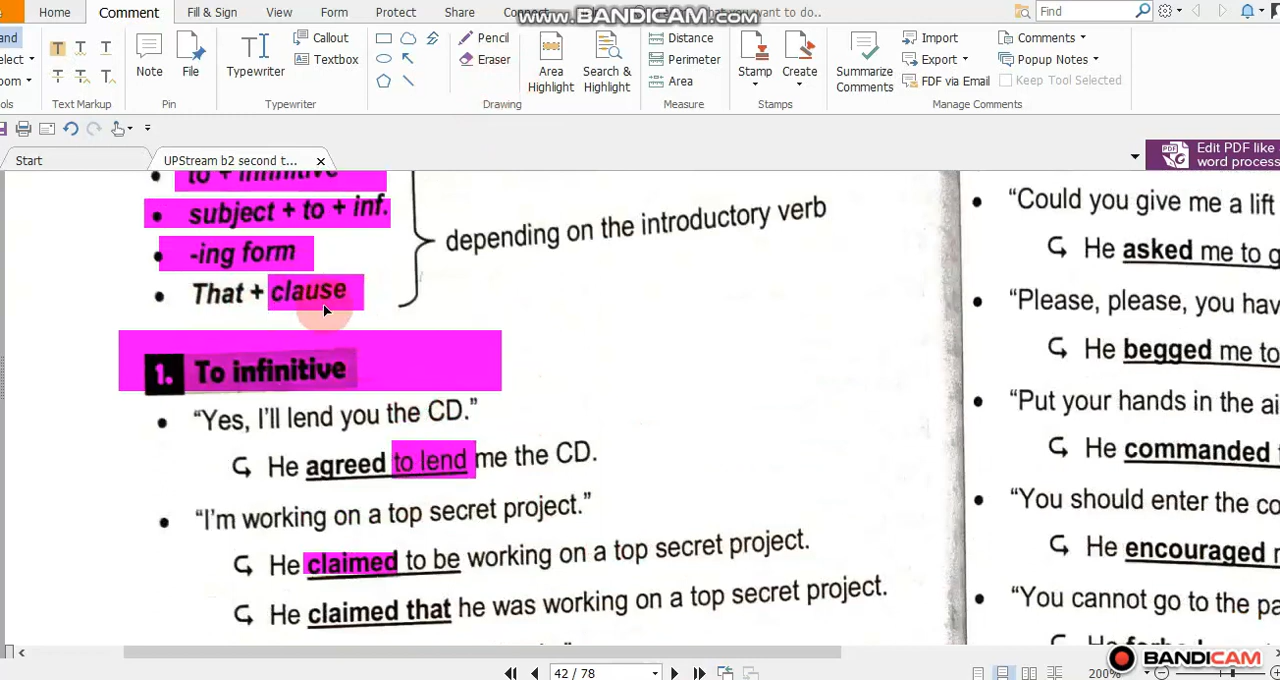 www.BANDICAM.com
Home Comment Fill & Sign View Form Protect Share you want to do.. Find
Callout
Textbox
Pencil
Eraser
Distance
Perimeter
Area
Import
Export
FDF via Email
Comments
Popup Notes
Keep Tool Selected
Note File Typewriter Area Highlight Search & Highlight Stamp Create Summarize Comments
Text Markup Pin Typewriter Drawing Measure Stamps Manage Comments
Start UPStream b2 second t...
Edit PDF like
word process
to + infinitive
subject + to + inf.
-ing form
That + clause
depending on the introductory verb
1. To infinitive
"Yes, I'll lend you the CD."
He agreed to lend me the CD.
"I'm working on a top secret project."
He claimed to be working on a top secret project.
He claimed that he was working on a top secret project.
"Could you give me a lift
He asked me to g
"Please, please, you hav
He begged me to
"Put your hands in the ai
He commanded
"You should enter the co
He encouraged
"You cannot go to the pa
42 / 78
200%
BANDICAM